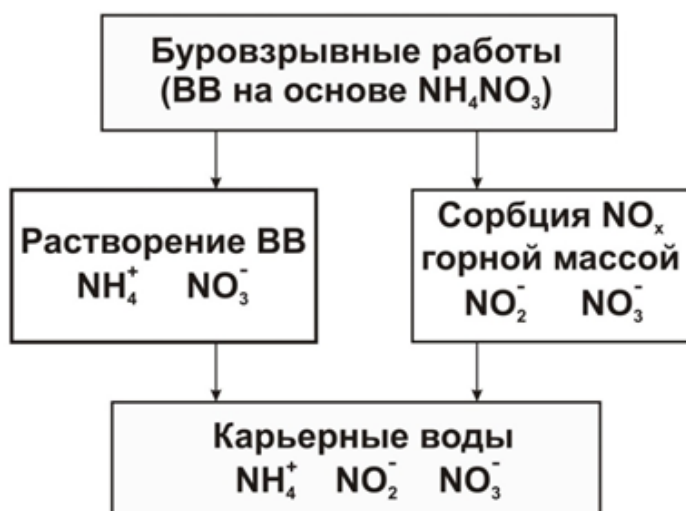 Буровзрывные работы
(ВВ на основе NH₄NO₃)
Растворение ВВ
NH₄⁺ NO₃⁻
Сорбция NOₓ
горной массой
NO₂⁻ NO₃⁻
Карьерные воды
NH₄⁺ NO₂⁻ NO₃⁻